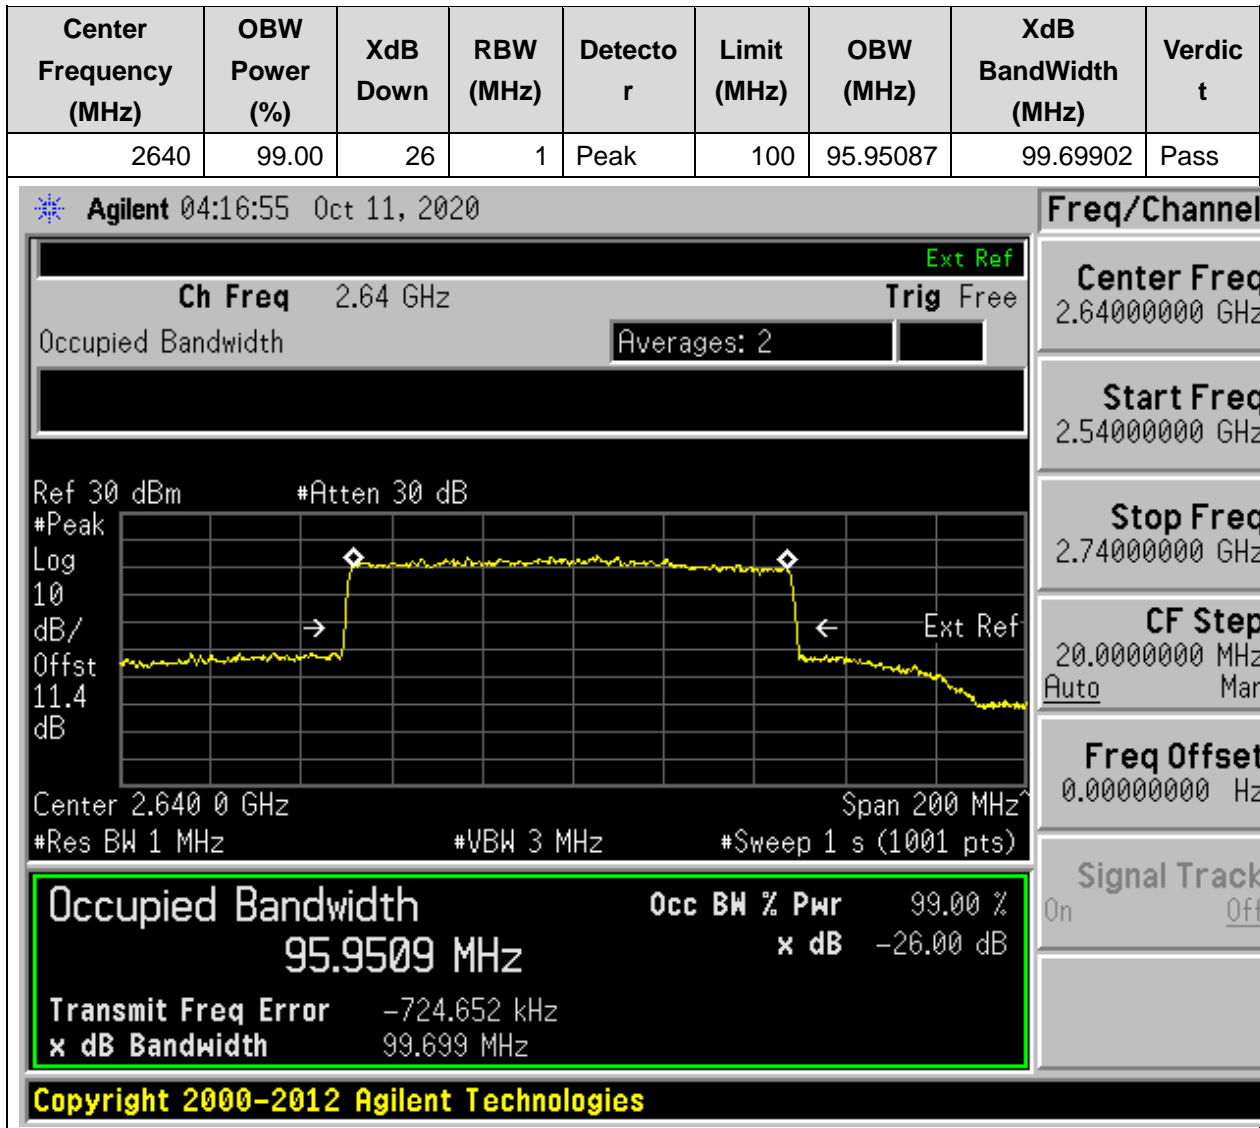 Center Frequency (MHz) OBW Power (%) XdB Down RBW (MHz) Detecto r Limit (MHz) OBW (MHz) XdB BandWidth (MHz) Verdic t
2640 99.00 26 1 Peak 100 95.95087 99.69902 Pass
Agilent 04:16:55 Oct 11, 2020
Freq/Channel
Ext Ref
Ch Freq 2.64 GHz Trig Free
Occupied Bandwidth Averages: 2
Center Freq
2.64000000 GHz
Start Freq
2.54000000 GHz
Stop Freq
2.74000000 GHz
CF Step
20.0000000 MHz
Auto Man
Freq Offset
0.00000000 Hz
Signal Track
On Off
Ref 30 dBm #Atten 30 dB
#Peak
Log
10
dB/
Offst
11.4
dB
Ext Ref
Center 2.640 0 GHz Span 200 MHz^
#Res BW 1 MHz #VBW 3 MHz #Sweep 1 s (1001 pts)
Occupied Bandwidth
95.9509 MHz
Occ BW % Pwr 99.00 %
x dB -26.00 dB
Transmit Freq Error -724.652 kHz
x dB Bandwidth 99.699 MHz
Copyright 2000-2012 Agilent Technologies